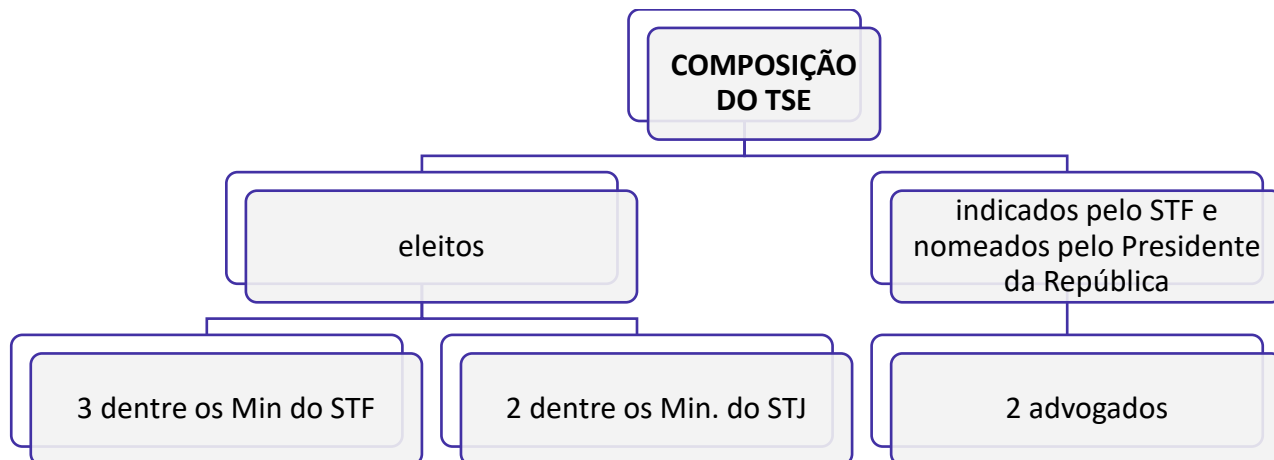 COMPOSIÇÃO
DO TSE
eleitos
indicados pelo STF e
nomeados pelo Presidente
da República
3 dentre os Min do STF
2 dentre os Min. do STJ
2 advogados